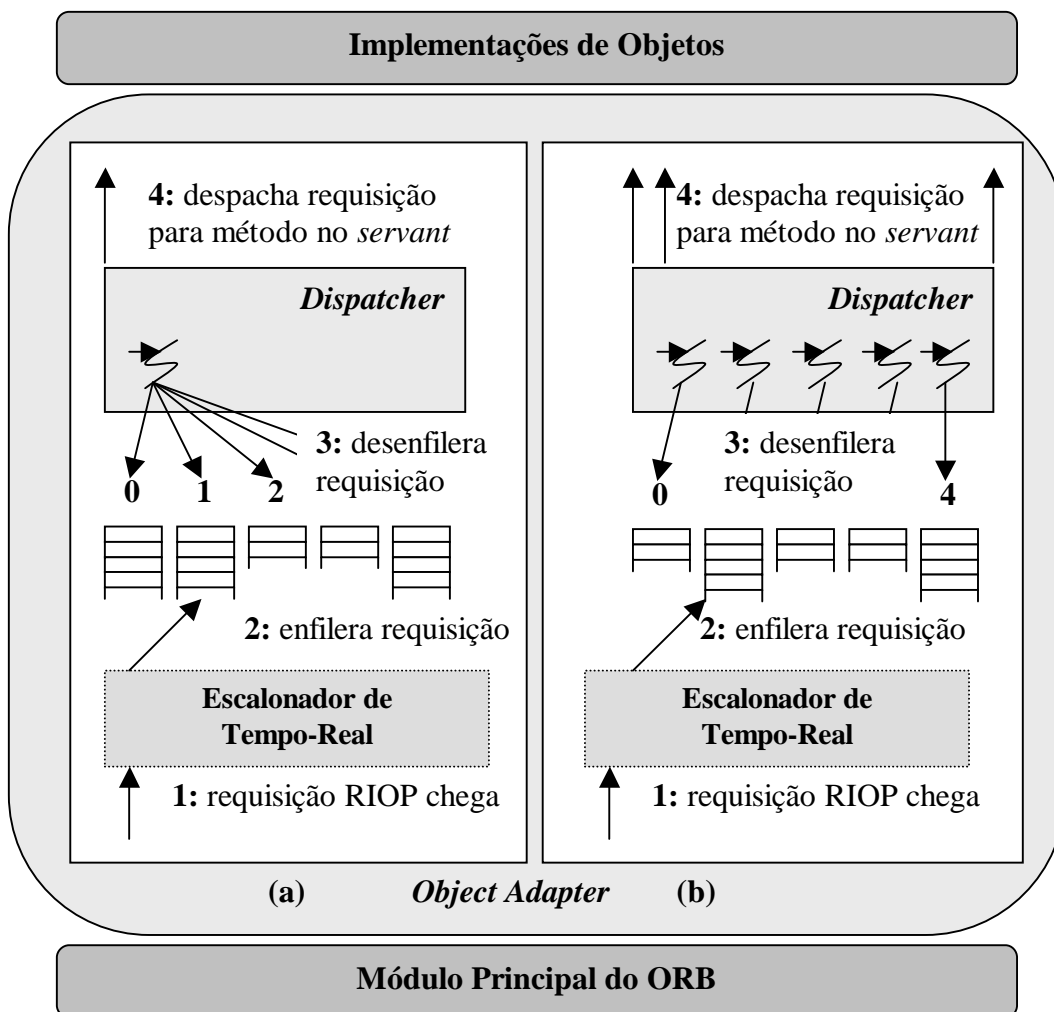 Implementações de Objetos
4: despacha requisição
para método no servant
Dispatcher
3: desenfilera
requisição
0 1 2
2: enfilera requisição
Escalonador de
Tempo-Real
1: requisição RIOP chega
(a)
4: despacha requisição
para método no servant
Dispatcher
3: desenfilera
requisição
0 4
2: enfilera requisição
Escalonador de
Tempo-Real
1: requisição RIOP chega
(b)
Object Adapter
Módulo Principal do ORB